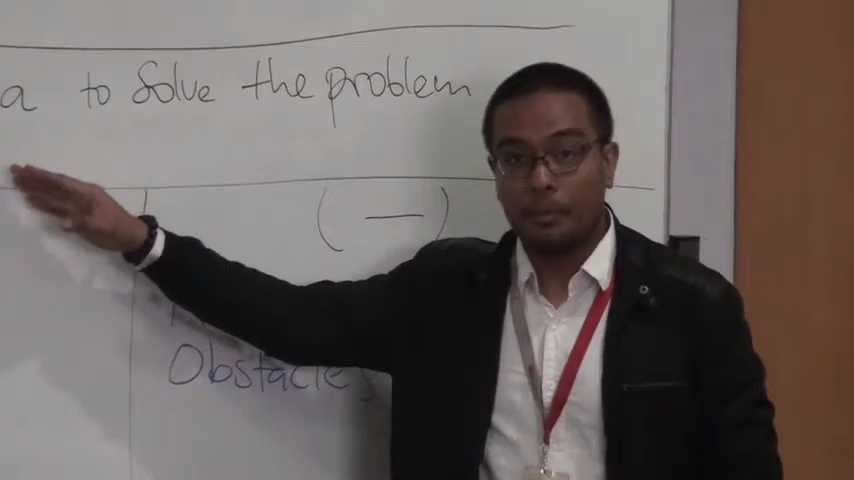 a to Solve the problem
( — )
Obstacles